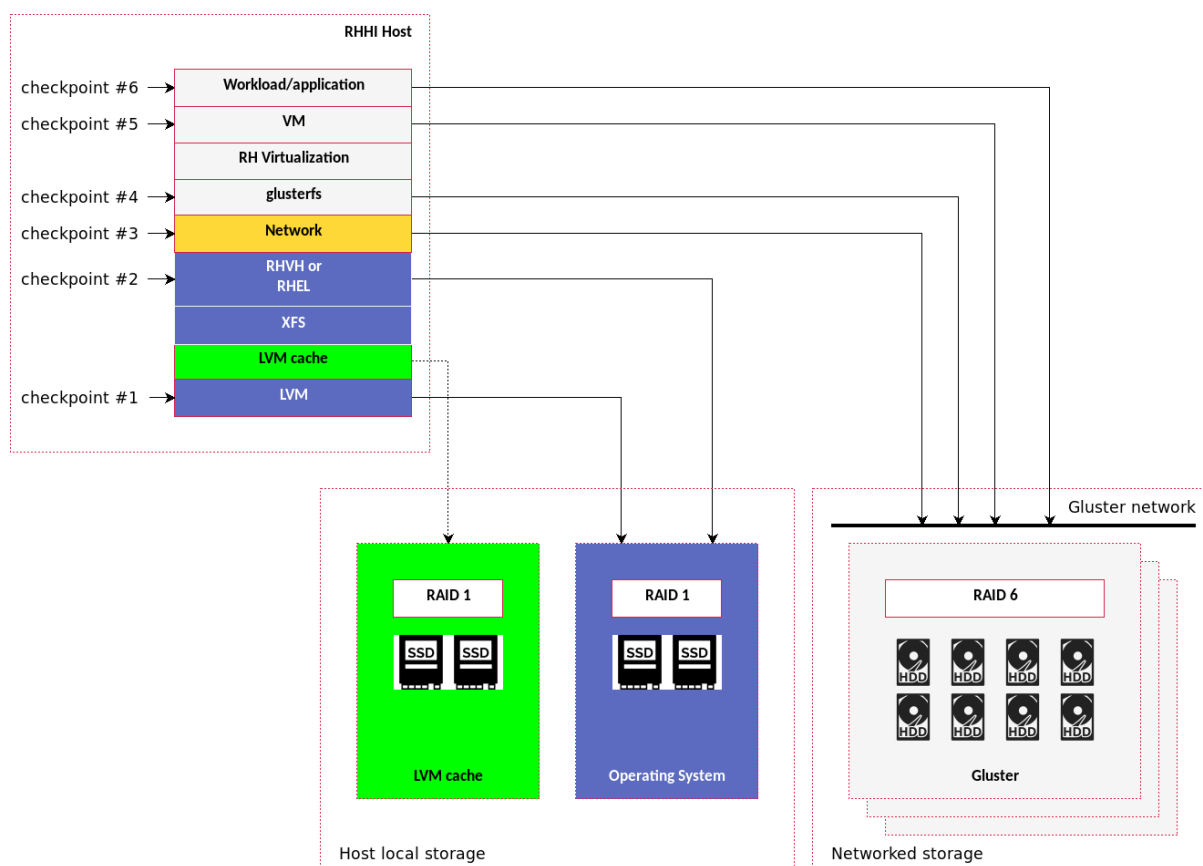 RHHI Host
checkpoint #6
Workload/application
checkpoint #5
VM
RH Virtualization
checkpoint #4
glusterfs
checkpoint #3
Network
checkpoint #2
RHVH or
RHEL
XFS
LVM cache
checkpoint #1
LVM
Gluster network
RAID 1
SSD SSD
LVM cache
RAID 1
SSD SSD
Operating System
Host local storage
RAID 6
HDD HDD HDD HDD
HDD HDD HDD HDD
Gluster
Networked storage